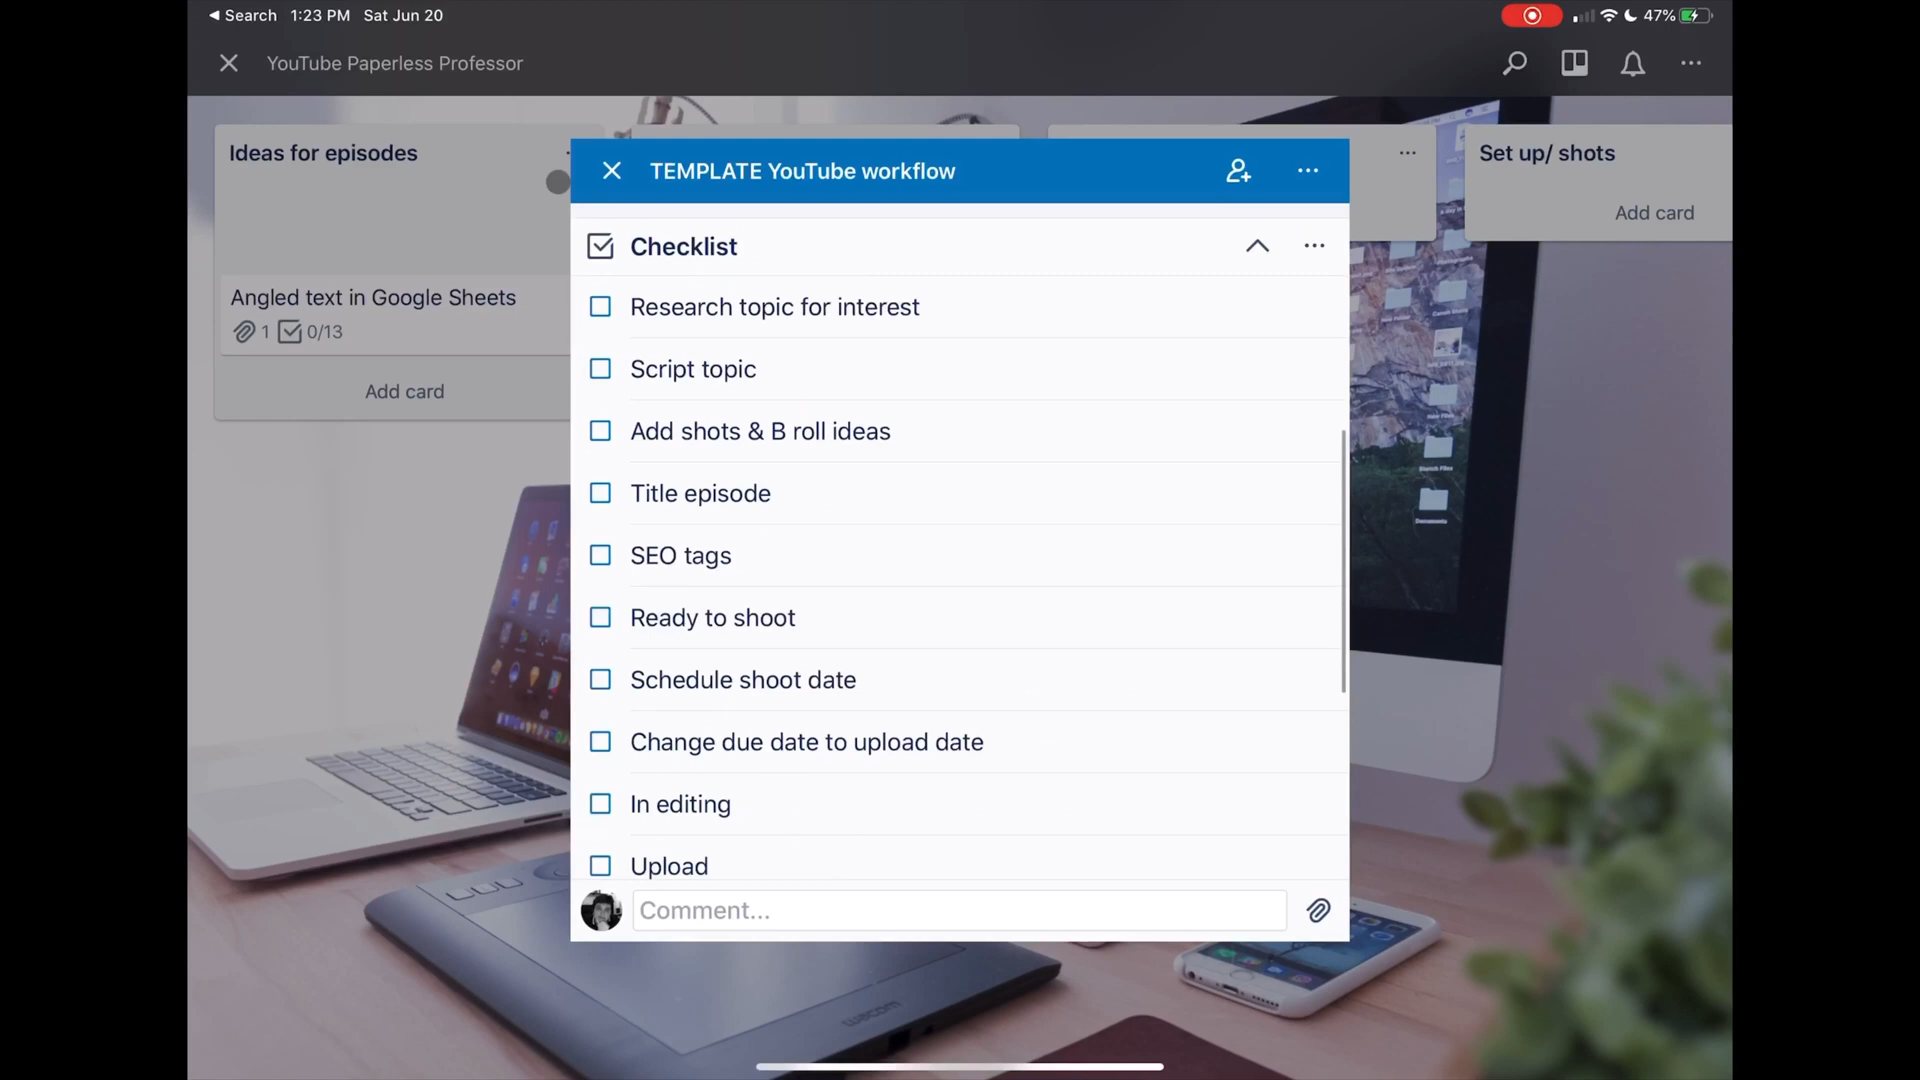 Search 1:23 PM Sat Jun 20
47%
YouTube Paperless Professor
Ideas for episodes
Angled text in Google Sheets
1 0/13
Add card
Set up/ shots
Add card
TEMPLATE YouTube workflow
Checklist
Research topic for interest
Script topic
Add shots & B roll ideas
Title episode
SEO tags
Ready to shoot
Schedule shoot date
Change due date to upload date
In editing
Upload
Comment...
wacom
Documents